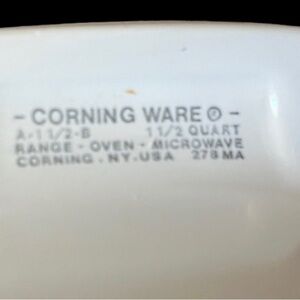 - CORNING WARE ® -
A-1 1/2-B 1 1/2 QUART
RANGE - OVEN - MICROWAVE
CORNING - NY. USA 278 MA